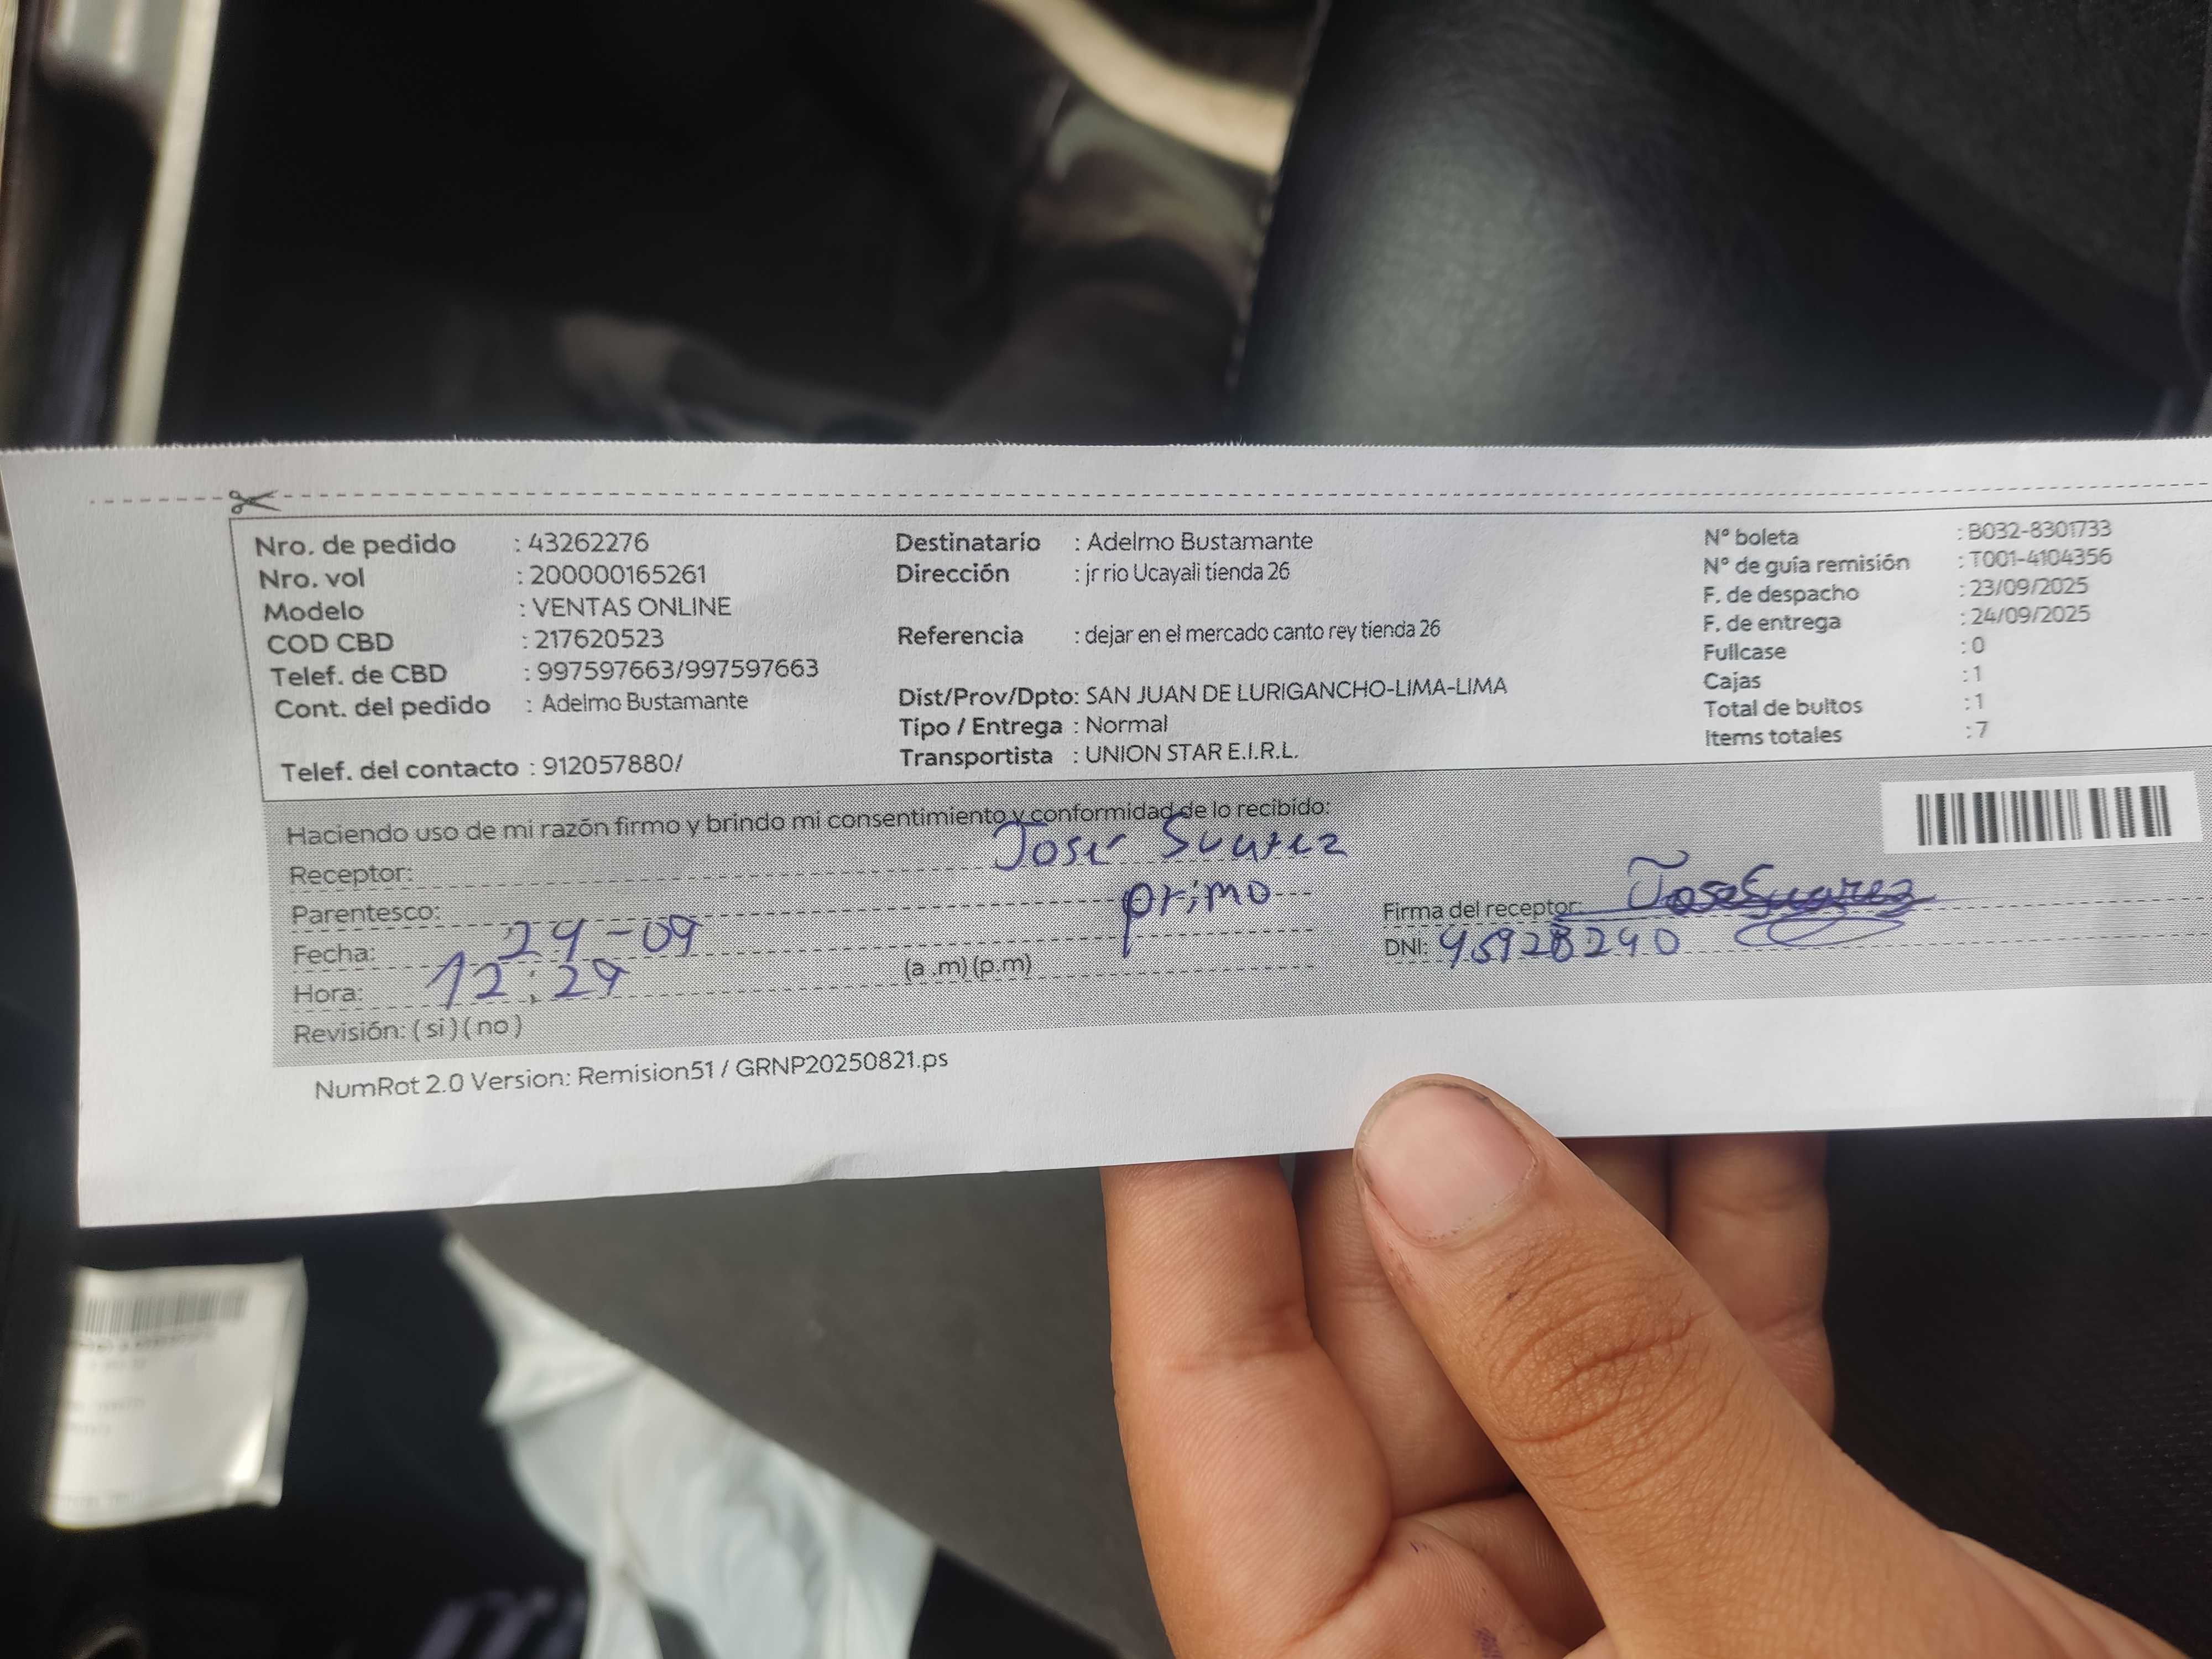 Nro. de pedido : 43262276
Nro. vol : 200000165261
Modelo : VENTAS ONLINE
COD CBD : 217620523
Telef. de CBD : 997597663/997597663
Cont. del pedido : Adelmo Bustamante
Telef. del contacto : 912057880/
Destinatario : Adelmo Bustamante
Dirección : jr rio Ucayali tienda 26
Referencia : dejar en el mercado canto rey tienda 26
Dist/Prov/Dpto: SAN JUAN DE LURIGANCHO-LIMA-LIMA
Tipo / Entrega : Normal
Transportista : UNION STAR E.I.R.L.
N° boleta : B032-8301733
N° de guía remisión : T001-4104356
F. de despacho : 23/09/2025
F. de entrega : 24/09/2025
Fullcase : 0
Cajas : 1
Total de bultos : 1
Items totales : 7
Haciendo uso de mi razón firmo y brindo mi consentimiento y conformidad de lo recibido:
Receptor: José Suarez
Parentesco: primo
Fecha: 24-09
Hora: 12:29 (a .m) (p.m)
Revisión: ( si ) ( no )
Firma del receptor: Jose Suarez
DNI: 45928240
NumRot 2.0 Version: Remision51 / GRNP20250821.ps